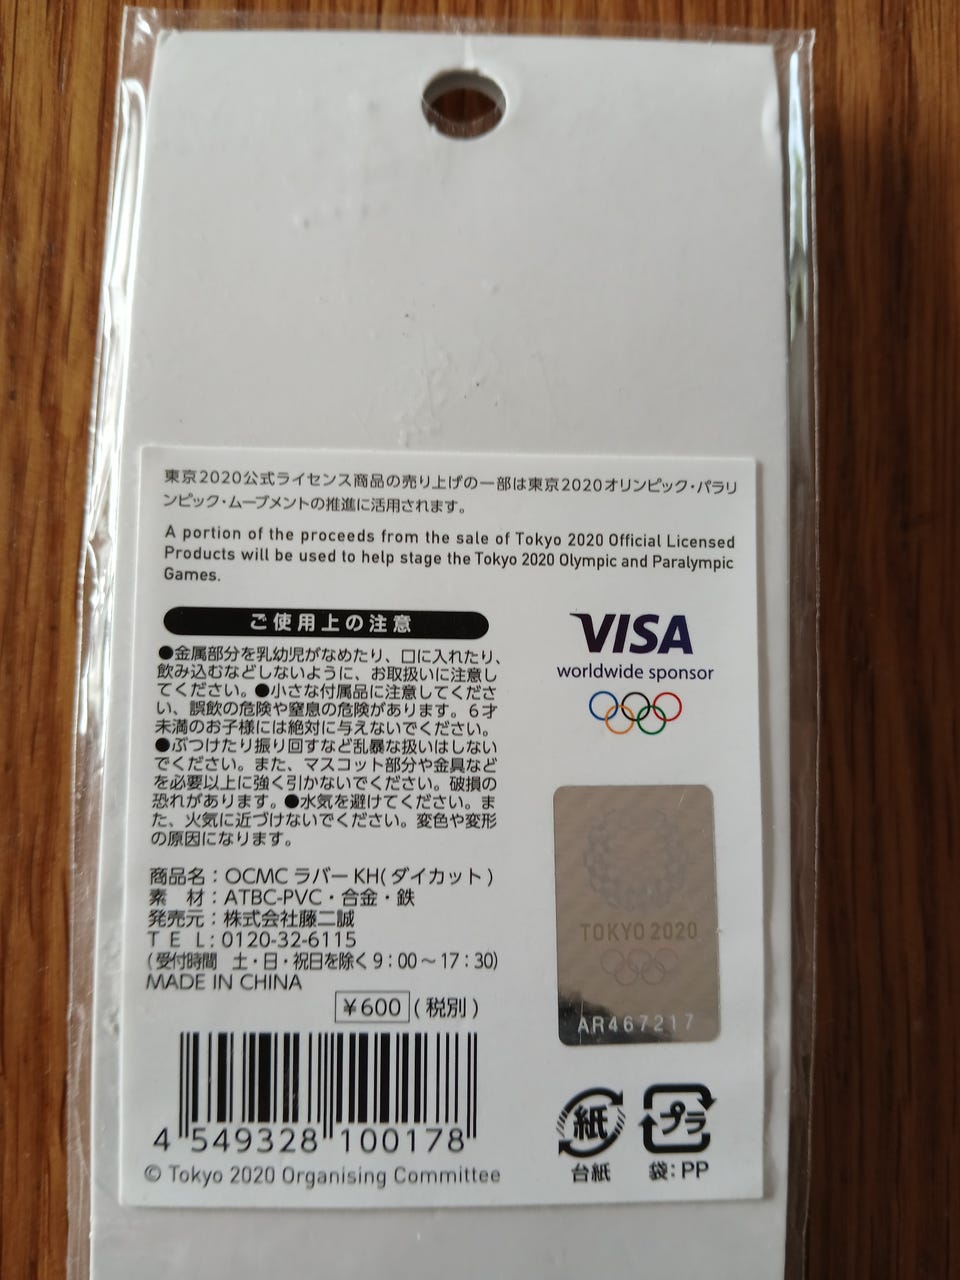 東京2020公式ライセンス商品の売り上げの一部は東京2020オリンピック・パラリ
ンピック・ムーブメントの推進に活用されます。
A portion of the proceeds from the sale of Tokyo 2020 Official Licensed
Products will be used to help stage the Tokyo 2020 Olympic and Paralympic
Games.
ご使用上の注意
●金属部分を乳幼児がなめたり、口に入れたり、
飲み込むなどしないように、お取扱いに注意し
てください。●小さな付属品に注意してくださ
い、誤飲の危険や窒息の危険があります。6才
未満のお子様には絶対に与えないでください。
●ぶつけたり振り回すなど乱暴な扱いはしない
でください。また、マスコット部分や金具など
を必要以上に強く引かないでください。破損の
恐れがあります。●水気を避けてください。ま
た、火気に近づけないでください。変色や変形
の原因になります。
商品名：OCMC ラバー KH(ダイカット)
素　材：ATBC-PVC・合金・鉄
発売元：株式会社藤二誠
T E L：0120-32-6115
(受付時間　土・日・祝日を除く9：00～17：30)
MADE IN CHINA
¥600 (税別)
4 549328 100178
© Tokyo 2020 Organising Committee
VISA
worldwide sponsor
TOKYO 2020
AR467217
紙
台紙
プラ
袋：PP